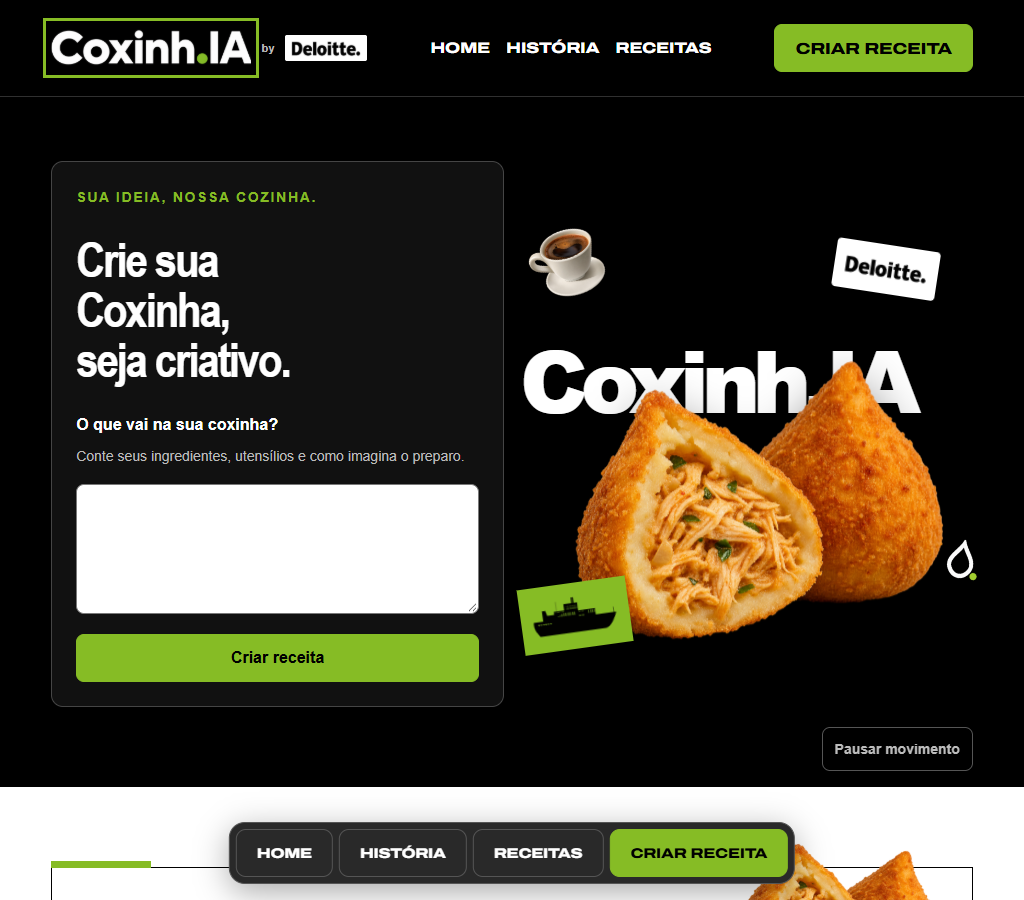 Coxinh.IA by Deloitte.
HOME HISTÓRIA RECEITAS
CRIAR RECEITA
SUA IDEIA, NOSSA COZINHA.
Crie sua
Coxinha,
seja criativo.
O que vai na sua coxinha?
Conte seus ingredientes, utensílios e como imagina o preparo.
Criar receita
Deloitte.
Coxinh.IA
Pausar movimento
HOME HISTÓRIA RECEITAS CRIAR RECEITA